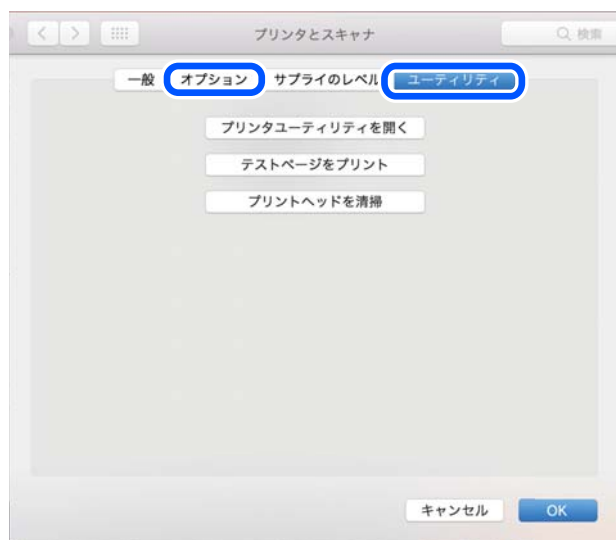 プリンタとスキャナ 検索
一般 オプション サプライのレベル ユーティリティ
プリンタユーティリティを開く
テストページをプリント
プリントヘッドを清掃
キャンセル OK